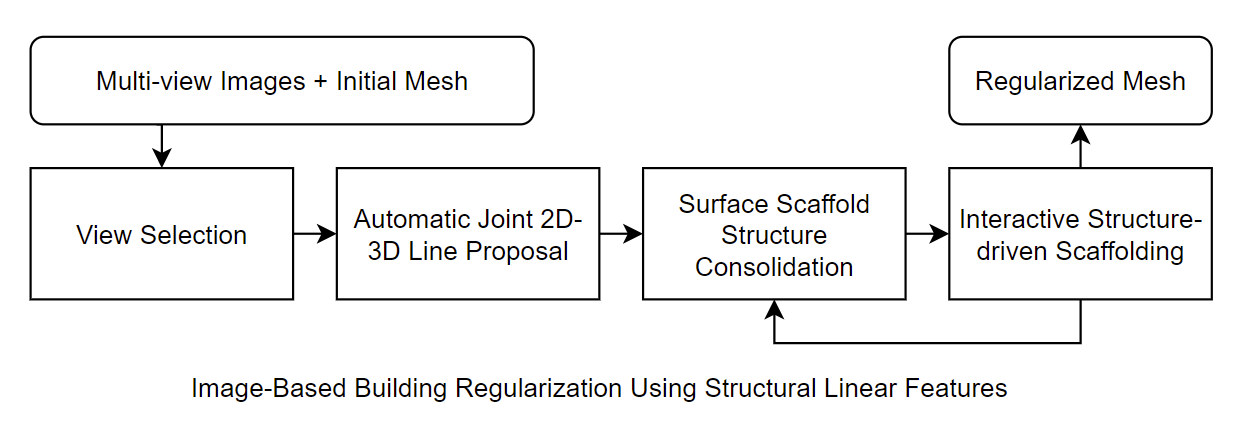 Multi-view Images + Initial Mesh
Regularized Mesh
View Selection
Automatic Joint 2D-
3D Line Proposal
Surface Scaffold
Structure
Consolidation
Interactive Structure-
driven Scaffolding
Image-Based Building Regularization Using Structural Linear Features